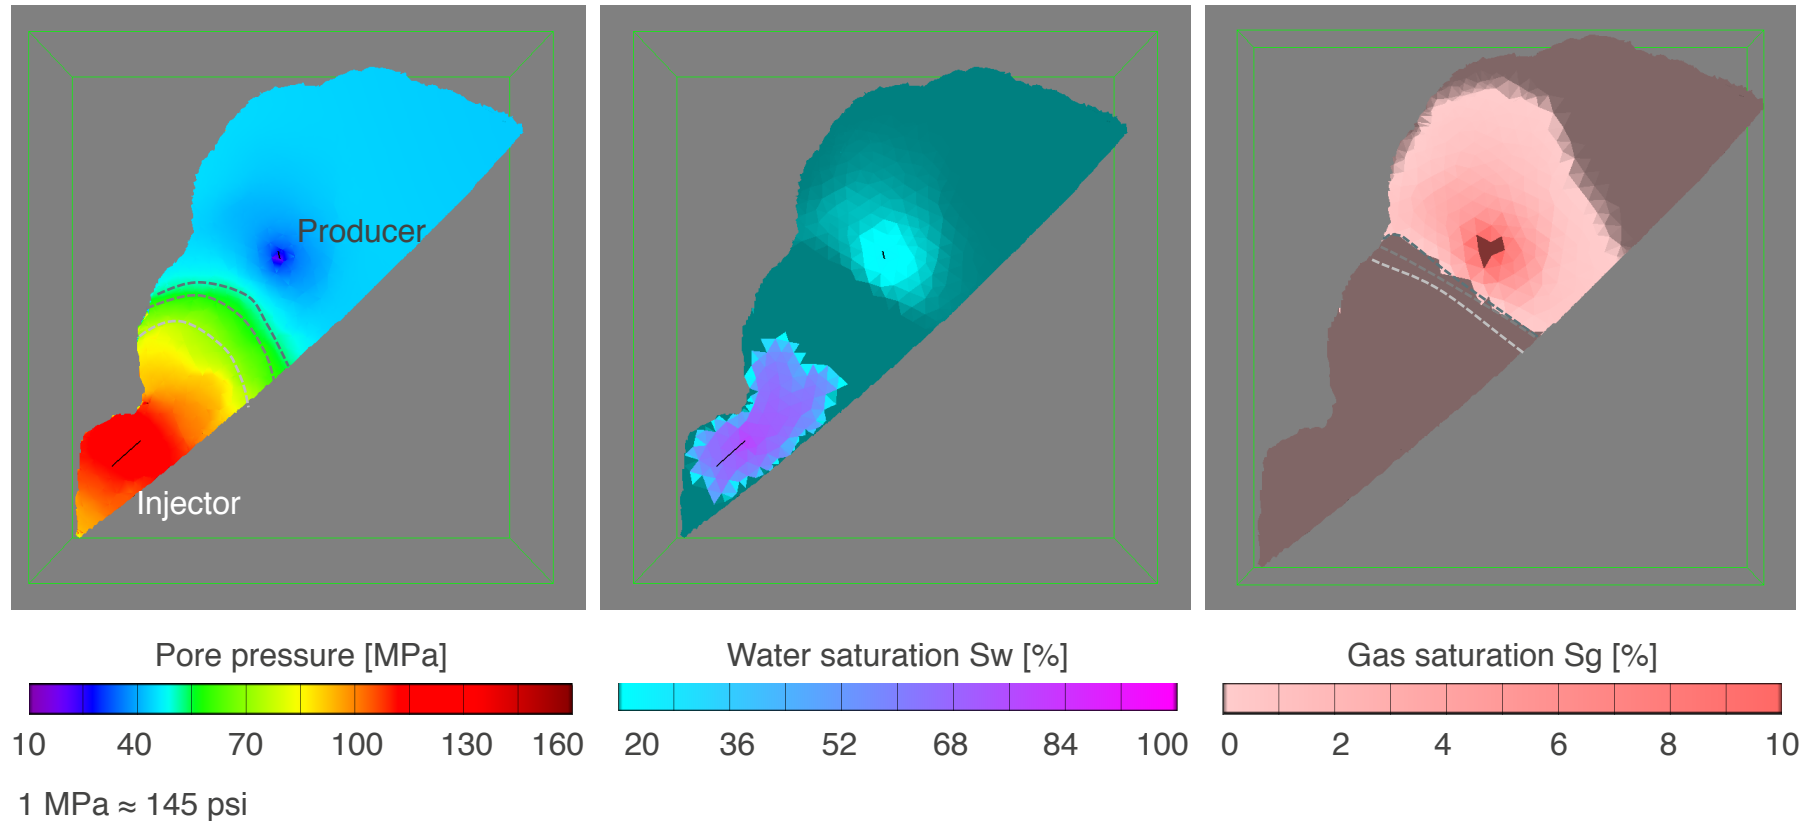 Producer
Injector
Pore pressure [MPa]
10 40 70 100 130 160
1 MPa ≈ 145 psi
Water saturation Sw [%]
20 36 52 68 84 100
Gas saturation Sg [%]
0 2 4 6 8 10